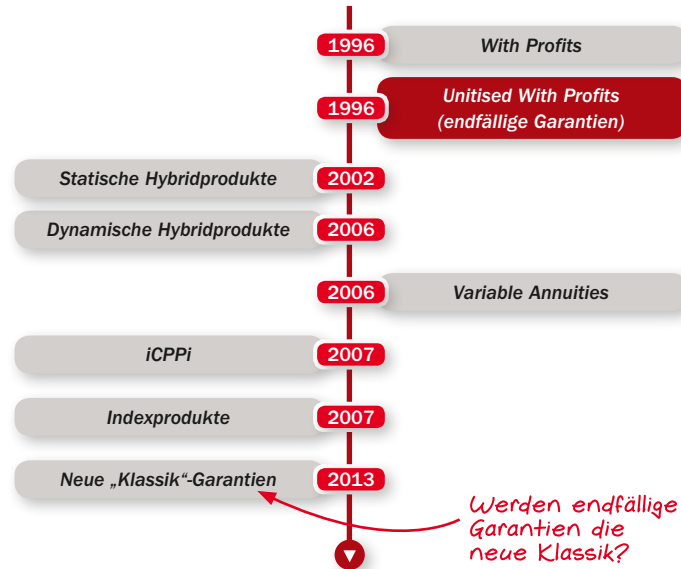 1996 With Profits
1996 Unitised With Profits
(endfällige Garantien)
Statische Hybridprodukte 2002
Dynamische Hybridprodukte 2006
2006 Variable Annuities
iCPPi 2007
Indexprodukte 2007
Neue „Klassik“-Garantien 2013
Werden endfällige
Garantien die
neue Klassik?